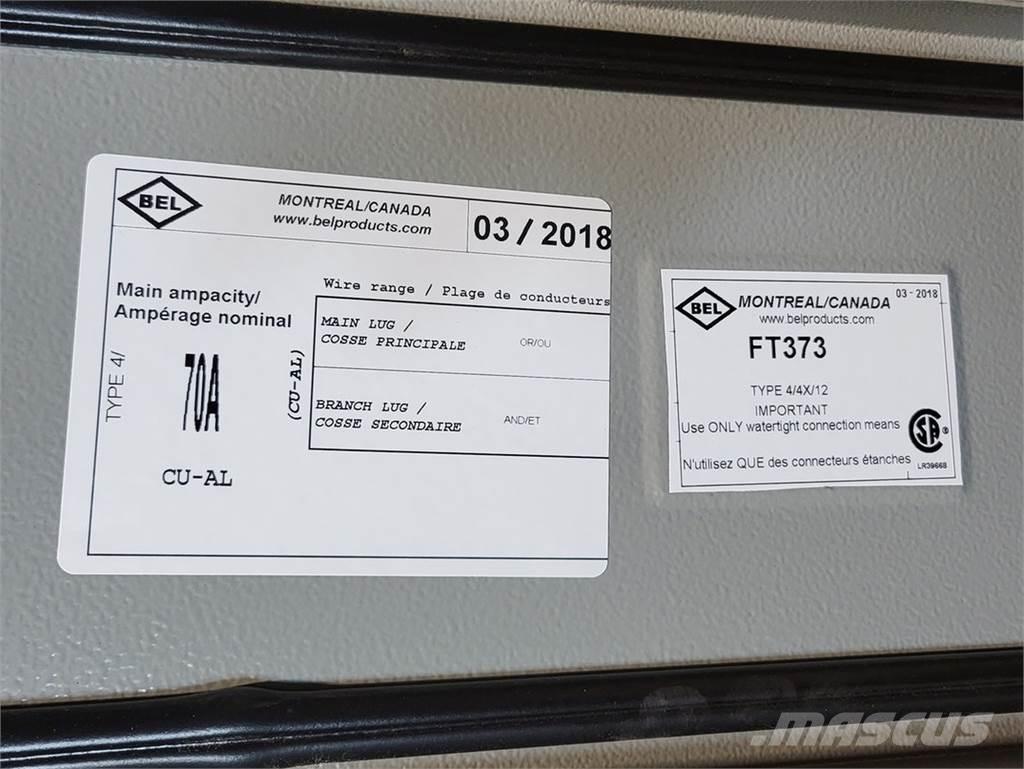 BEL
MONTREAL/CANADA
www.belproducts.com
03/2018
Main ampacity/
Ampérage nominal
TYPE 4/
70A
CU-AL
Wire range / Plage de conducteurs
(CU-AL)
MAIN LUG /
COSSE PRINCIPALE
OR/OU
BRANCH LUG /
COSSE SECONDAIRE
AND/ET
BEL
MONTREAL/CANADA
03-2018
www.belproducts.com
FT373
TYPE 4/4X/12
IMPORTANT
Use ONLY watertight connection means
N'utilisez QUE des connecteurs étanches
SA®
LR39668
MASCUS